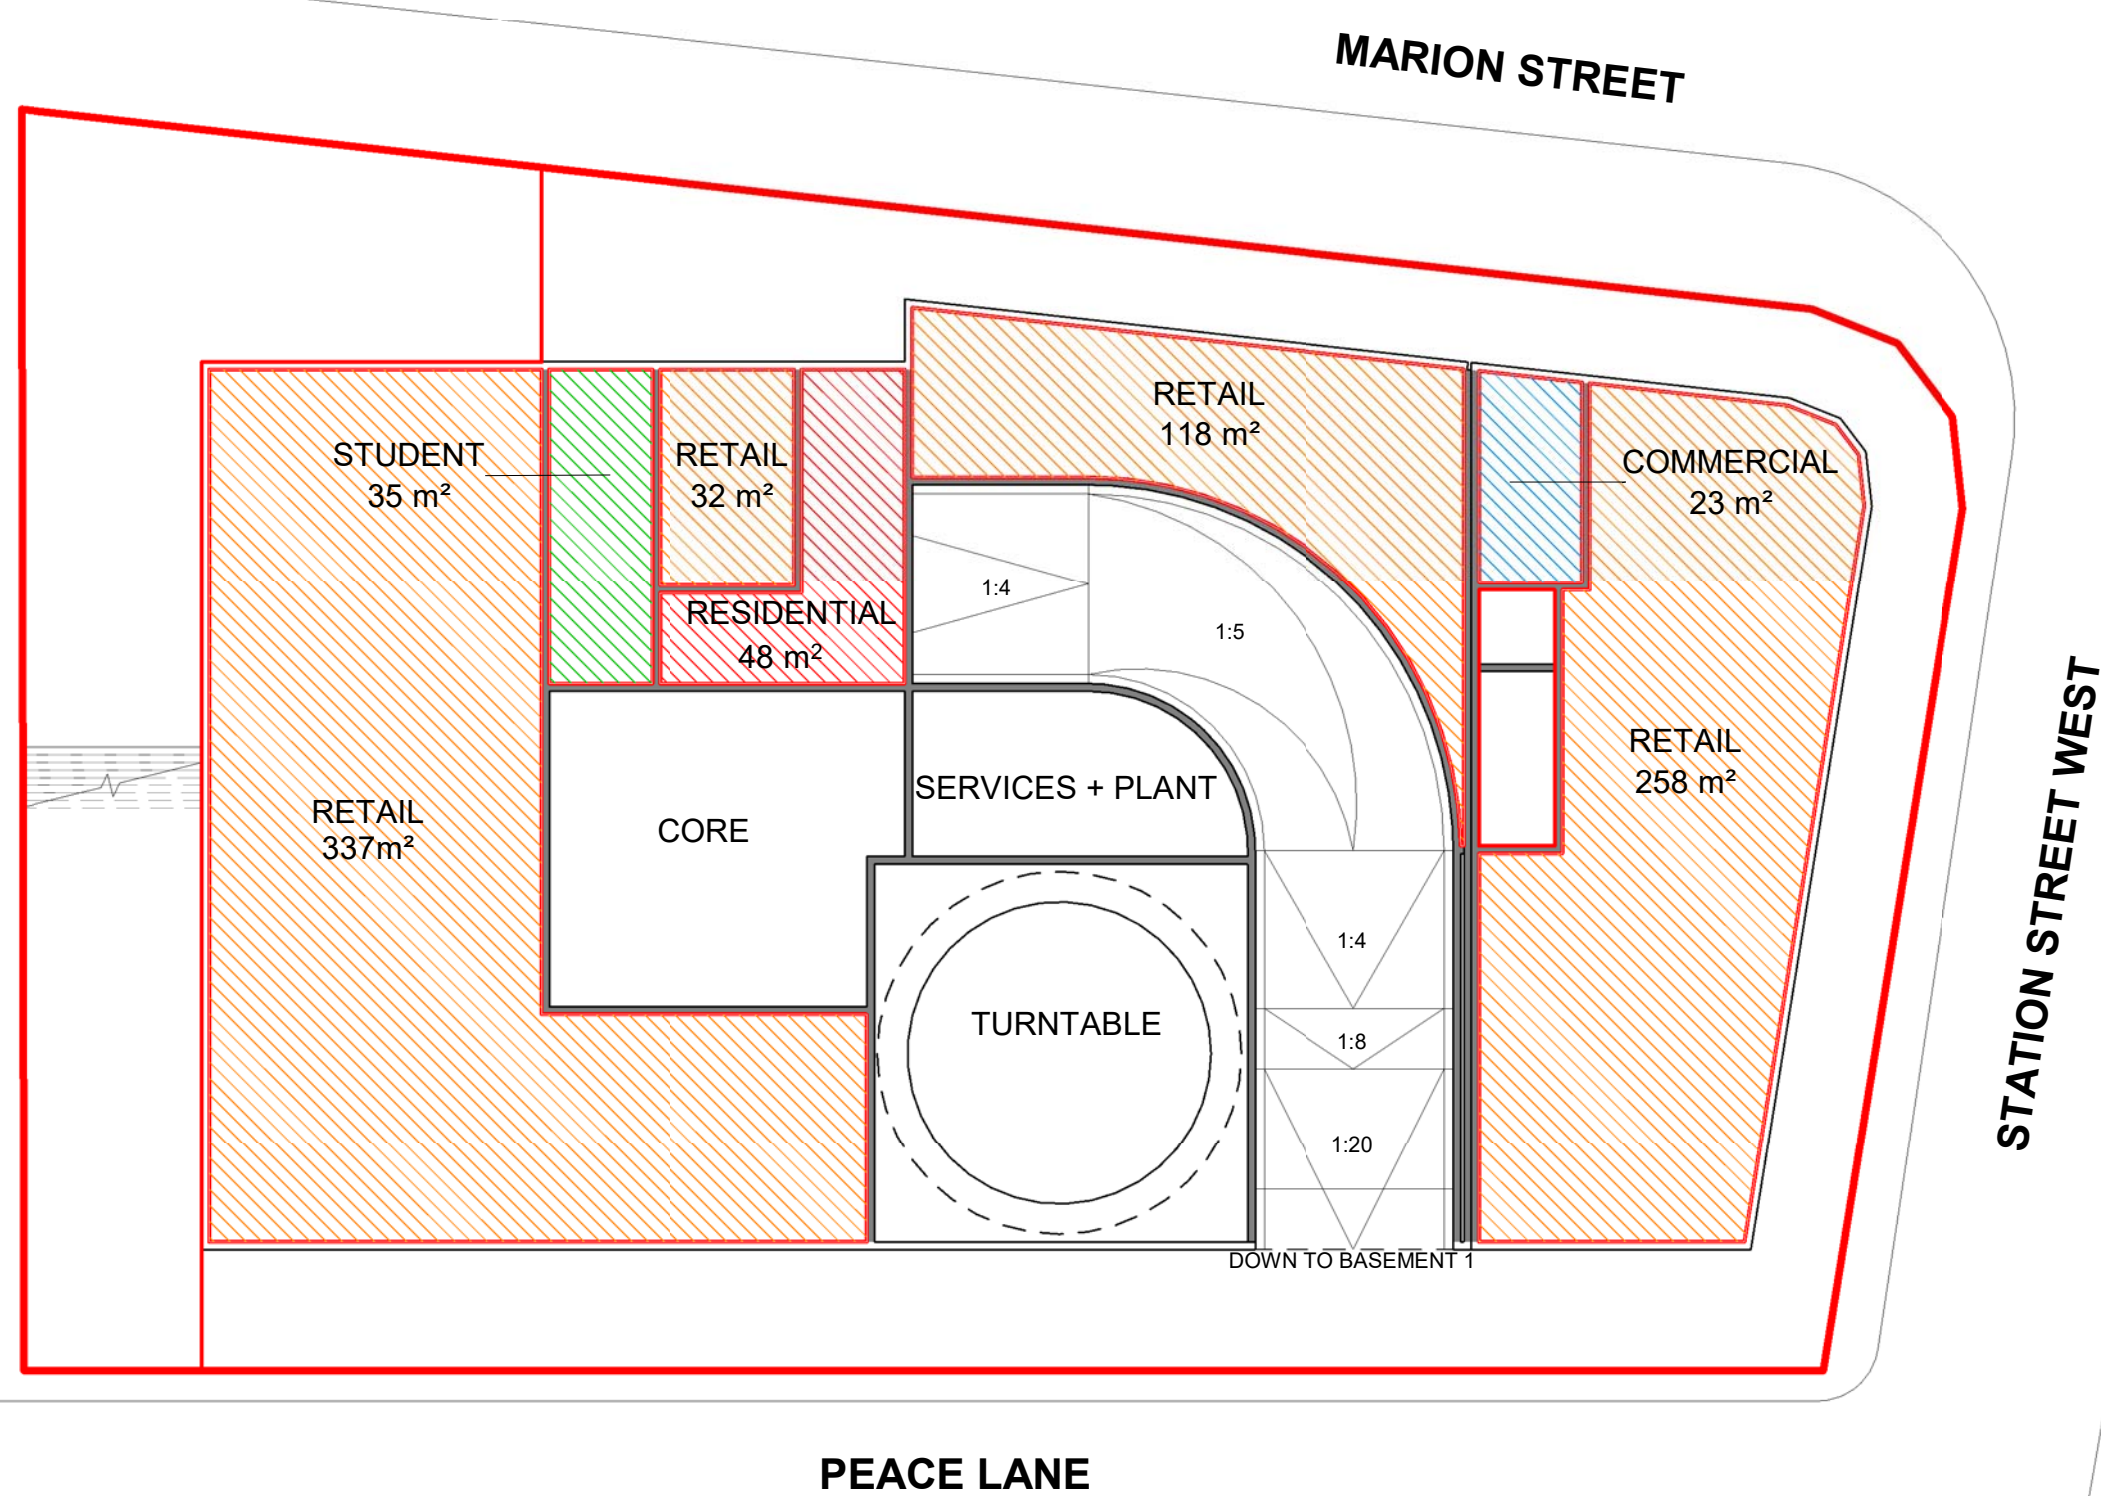 MARION STREET
RETAIL
118 m²
STUDENT
35 m²
RETAIL
32 m²
COMMERCIAL
23 m²
1:4
RESIDENTIAL
48 m²
1:5
RETAIL
258 m²
STATION STREET WEST
SERVICES + PLANT
RETAIL
337m²
CORE
1:4
TURNTABLE
1:8
1:20
DOWN TO BASEMENT 1
PEACE LANE